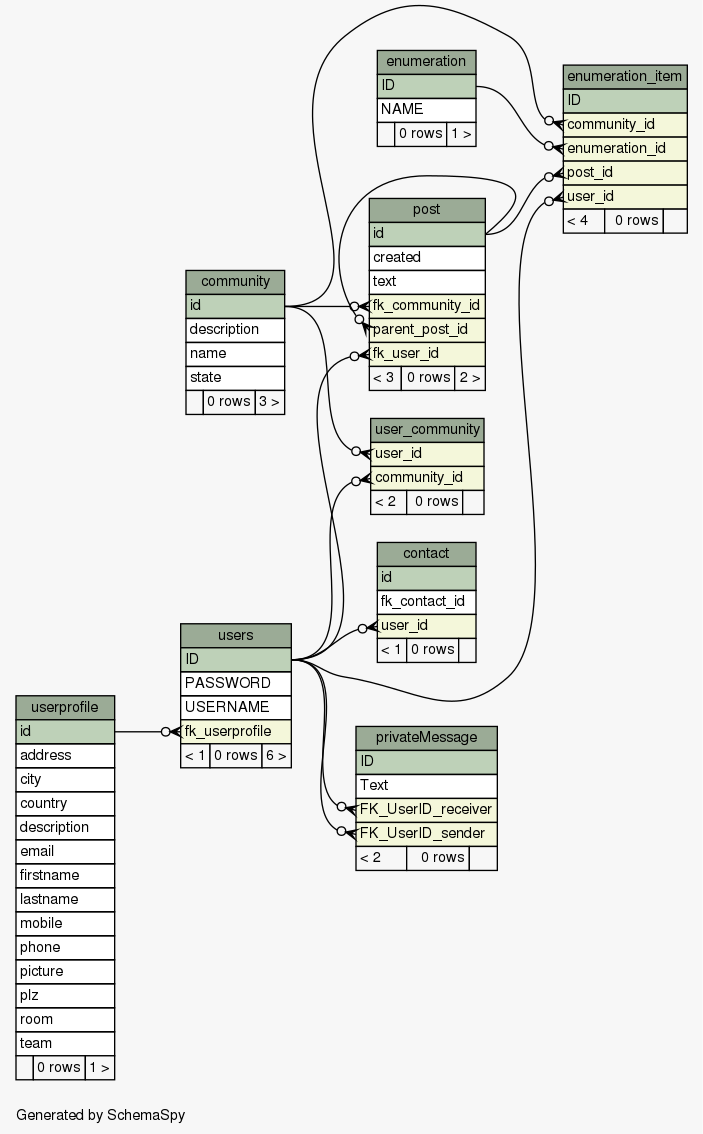 enumeration
ID
NAME
0 rows 1 >
enumeration_item
ID
community_id
enumeration_id
post_id
user_id
< 4 0 rows
post
id
created
text
fk_community_id
parent_post_id
fk_user_id
< 3 0 rows 2 >
community
id
description
name
state
0 rows 3 >
user_community
user_id
community_id
< 2 0 rows
contact
id
fk_contact_id
user_id
< 1 0 rows
users
ID
PASSWORD
USERNAME
fk_userprofile
< 1 0 rows 6 >
userprofile
id
address
city
country
description
email
firstname
lastname
mobile
phone
picture
plz
room
team
0 rows 1 >
privateMessage
ID
Text
FK_UserID_receiver
FK_UserID_sender
< 2 0 rows
Generated by SchemaSpy